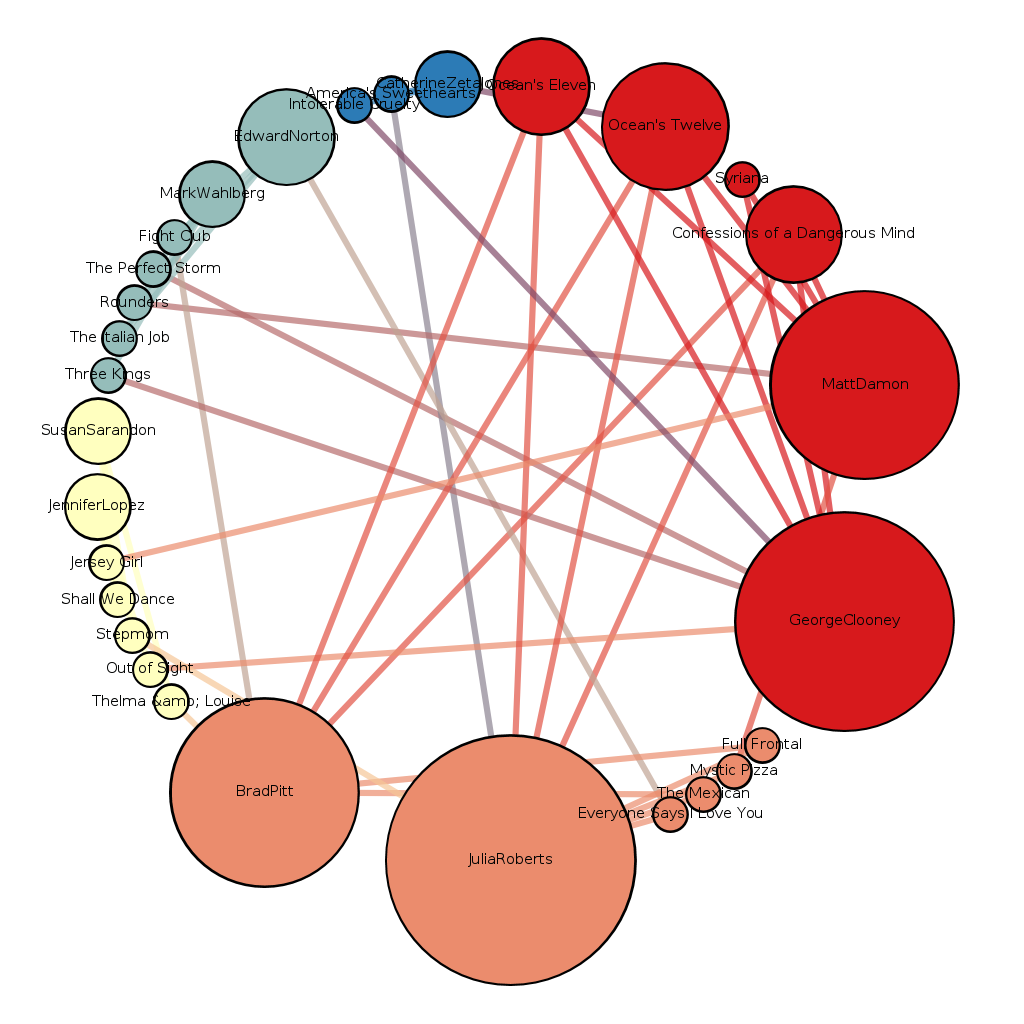 CatherineZetaJones
Ocean's Eleven
America's Sweethearts
Intolerable Cruelty
Ocean's Twelve
EdwardNorton
Syriana
MarkWahlberg
Confessions of a Dangerous Mind
Fight Cub
The Perfect Storm
Rounders
The Italian Job
Three Kings
MattDamon
SusanSarandon
JenniferLopez
Jersey Girl
Shall We Dance
GeorgeClooney
Stepmom
Out of Sight
Thelma &amp; Louise
Full Frontal
Mystic Pizza
BradPitt
The Mexican
Everyone Says I Love You
JuliaRoberts